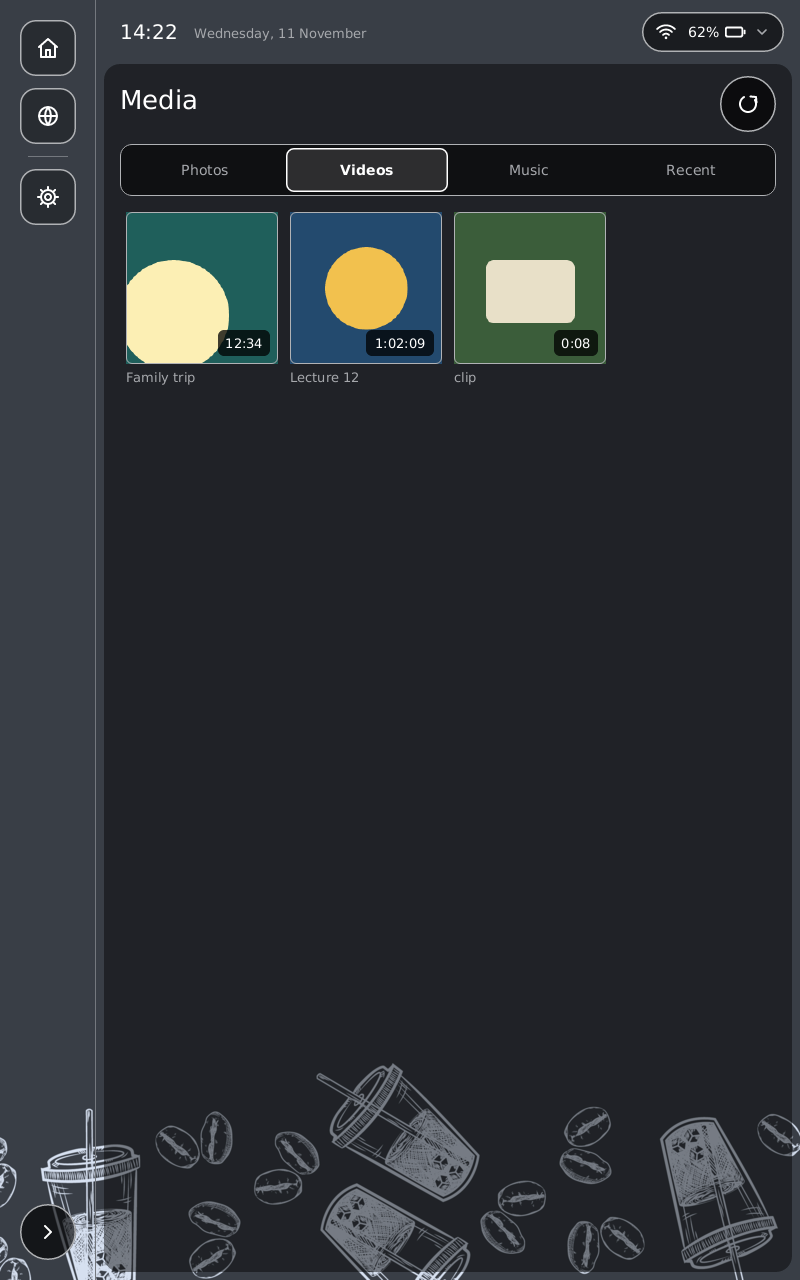 14:22 Wednesday, 11 November 62%
Media
Photos Videos Music Recent
12:34 1:02:09 0:08
Family trip Lecture 12 clip